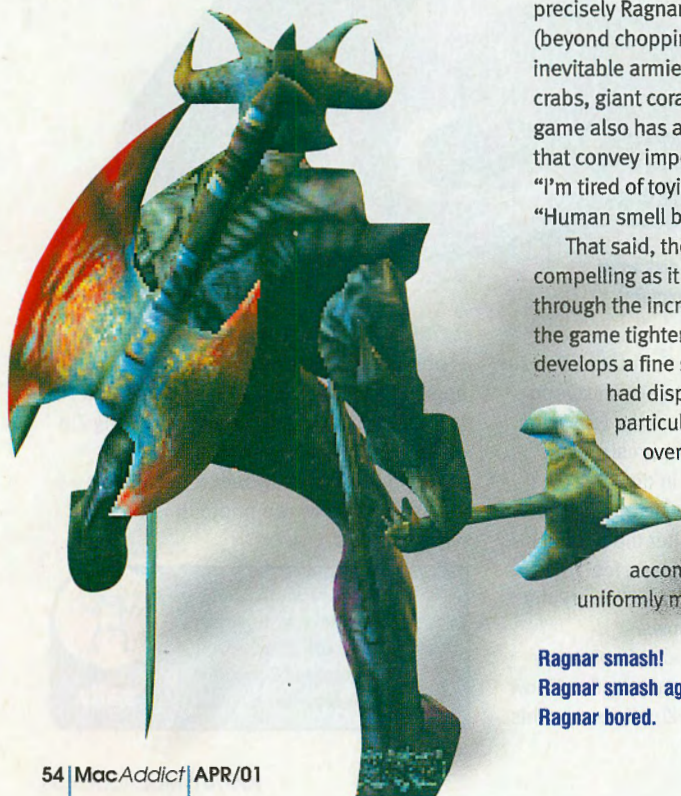 precisely Ragnar
(beyond choppin
inevitable armie
crabs, giant cora
game also has a
that convey impo
"I'm tired of toyi
"Human smell b
That said, the
compelling as it
through the incr
the game tighter
develops a fine s
had disp
particul
over
accon
uniformly m
Ragnar smash!
Ragnar smash ag
Ragnar bored.
54 | MacAddict | APR/01